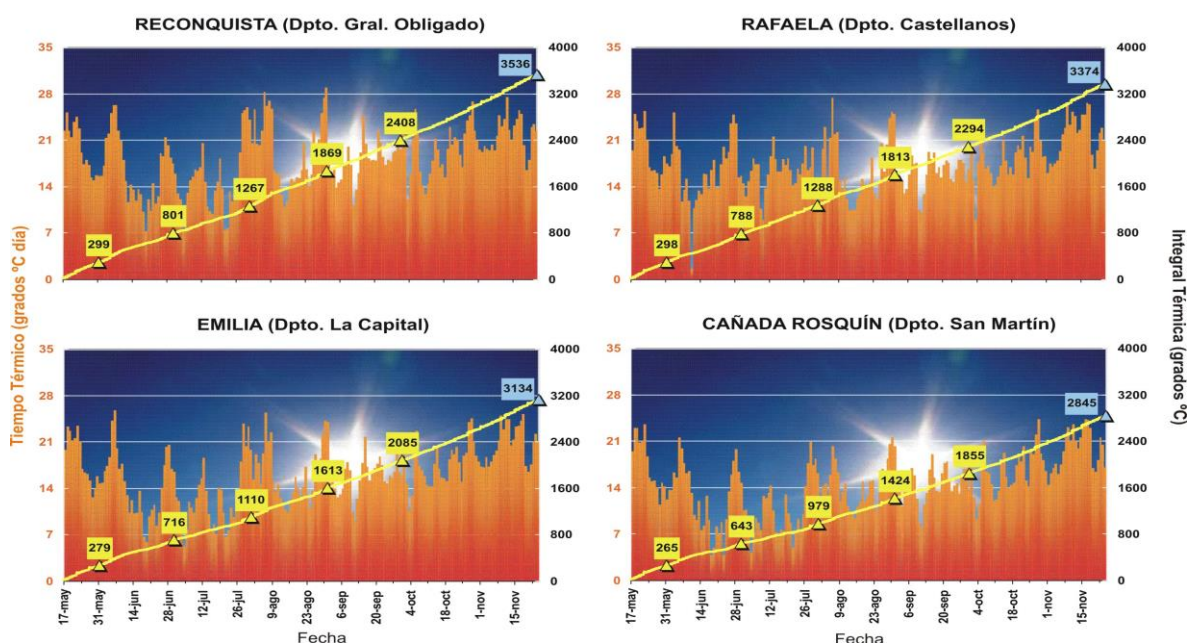 RECONQUISTA (Dpto. Gral. Obligado)
35
28
21
14
7
0
4000
3200
2400
1600
800
0
299
801
1267
1869
2408
3536
RAFAELA (Dpto. Castellanos)
35
28
21
14
7
0
4000
3200
2400
1600
800
0
298
788
1288
1813
2294
3374
Tiempo Térmico (grados ºC día)
Integral Térmica (grados ºC)
EMILIA (Dpto. La Capital)
35
28
21
14
7
0
4000
3200
2400
1600
800
0
279
716
1110
1613
2085
3134
17-may
31-may
14-jun
28-jun
12-jul
26-jul
9-ago
23-ago
6-sep
20-sep
4-oct
18-oct
1-nov
15-nov
Fecha
CAÑADA ROSQUÍN (Dpto. San Martín)
35
28
21
14
7
0
4000
3200
2400
1600
800
0
265
643
979
1424
1855
2845
17-may
31-may
14-jun
28-jun
12-jul
26-jul
9-ago
23-ago
6-sep
20-sep
4-oct
18-oct
1-nov
15-nov
Fecha